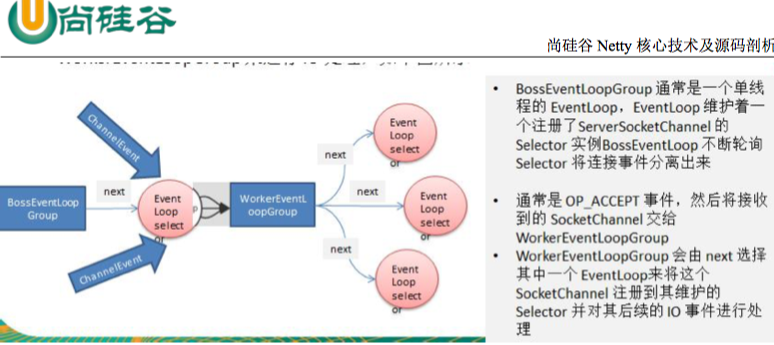 尚硅谷
尚硅谷 Netty 核心技术及源码剖析
ChannelEvent
BossEventLoop
Group
next
Event
Loop
select
or
WorkerEventL
oopGroup
next
Event
Loop
select
or
next
Event
Loop
select
or
next
Event
Loop
select
or
ChannelEvent
• BossEventLoopGroup 通常是一个单线
程的 EventLoop，EventLoop 维护着一
个注册了ServerSocketChannel 的
Selector 实例BossEventLoop 不断轮询
Selector 将连接事件分离出来
• 通常是 OP_ACCEPT 事件，然后将接收
到的 SocketChannel 交给
WorkerEventLoopGroup
• WorkerEventLoopGroup 会由 next 选择
其中一个 EventLoop来将这个
SocketChannel 注册到其维护的
Selector 并对其后续的 IO 事件进行处
理